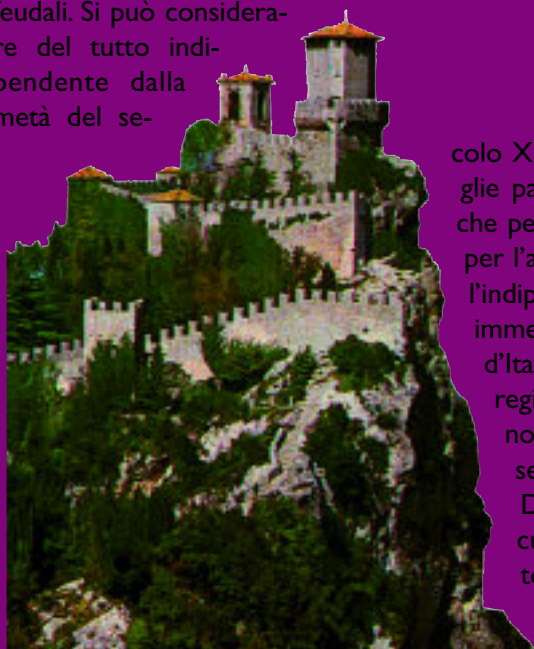 feudali. Si può considera-
re del tutto indi-
pendente dalla
metà del se-
colo X
glie pa
che pe
per l'a
l'indip
imme
d'Ita
regi
no
se
D
cu
te